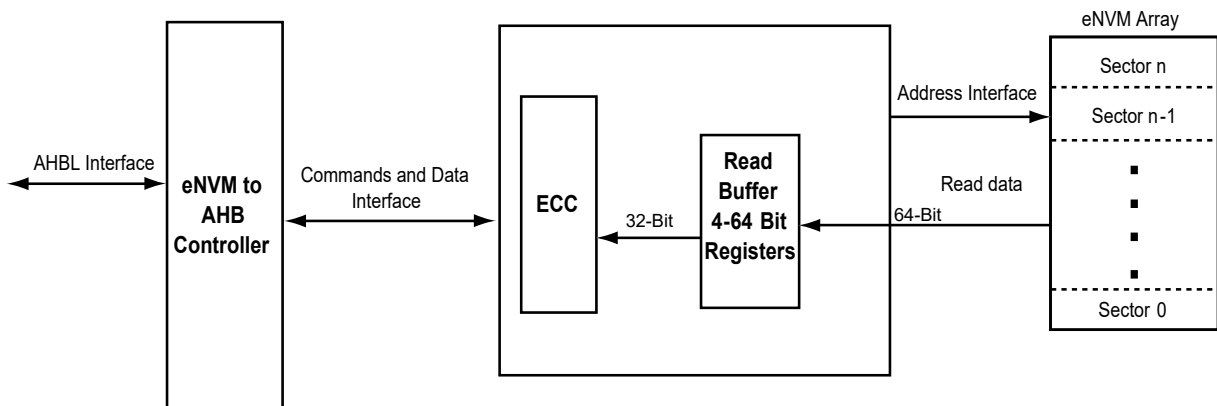 AHBL Interface
eNVM to
AHB
Controller
Commands and Data
Interface
ECC
32-Bit
Read
Buffer
4-64 Bit
Registers
Address Interface
Read data
64-Bit
eNVM Array
Sector n
Sector n-1
Sector 0